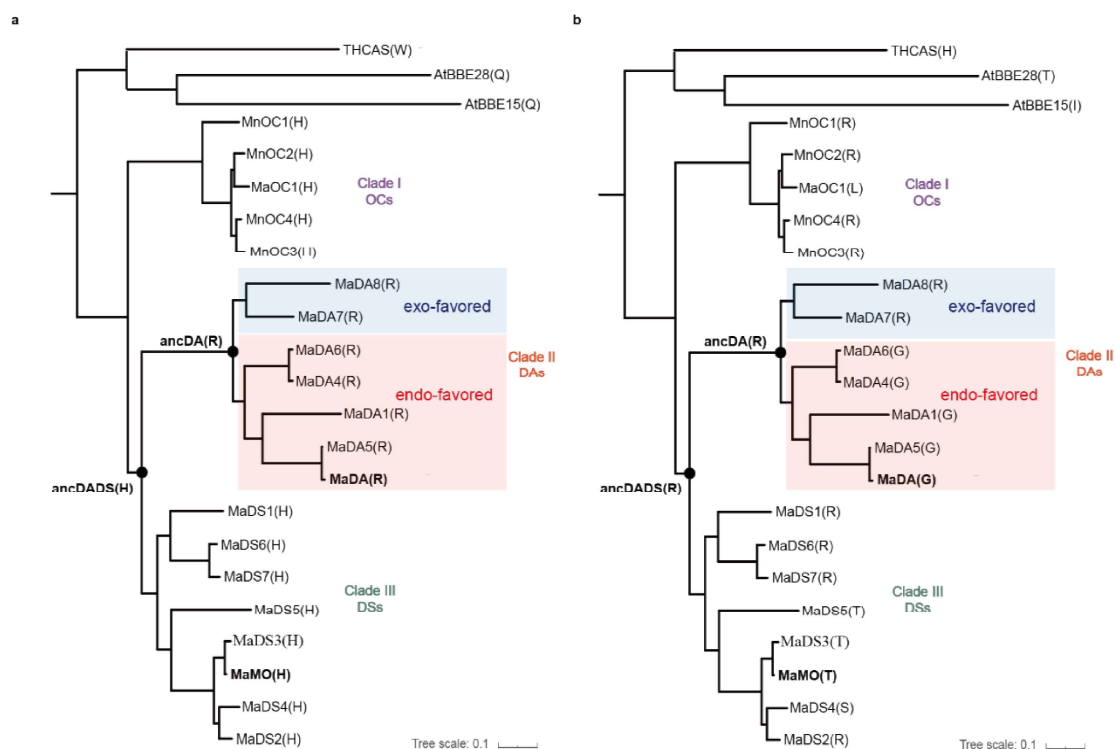 a
THCAS(W)
AtBBE28(Q)
AtBBE15(Q)
MnOC1(H)
MnOC2(H)
MaOC1(H)
MnOC4(H)
MnOC3(H)
Clade I
OCs
MaDA8(R)
MaDA7(R)
exo-favored
ancDA(R)
MaDA6(R)
MaDA4(R)
MaDA1(R)
MaDA5(R)
MaDA(R)
endo-favored
Clade II
DAs
ancDADS(H)
MaDS1(H)
MaDS6(H)
MaDS7(H)
MaDS5(H)
MaDS3(H)
MaMO(H)
MaDS4(H)
MaDS2(H)
Clade III
DSs
Tree scale: 0.1
b
THCAS(H)
AtBBE28(T)
AtBBE15(I)
MnOC1(R)
MnOC2(R)
MaOC1(L)
MnOC4(R)
MnOC3(R)
Clade I
OCs
MaDA8(R)
MaDA7(R)
exo-favored
ancDA(R)
MaDA6(G)
MaDA4(G)
MaDA1(G)
MaDA5(G)
MaDA(G)
endo-favored
Clade II
DAs
ancDADS(R)
MaDS1(R)
MaDS6(R)
MaDS7(R)
MaDS5(T)
MaDS3(T)
MaMO(T)
MaDS4(S)
MaDS2(R)
Clade III
DSs
Tree scale: 0.1